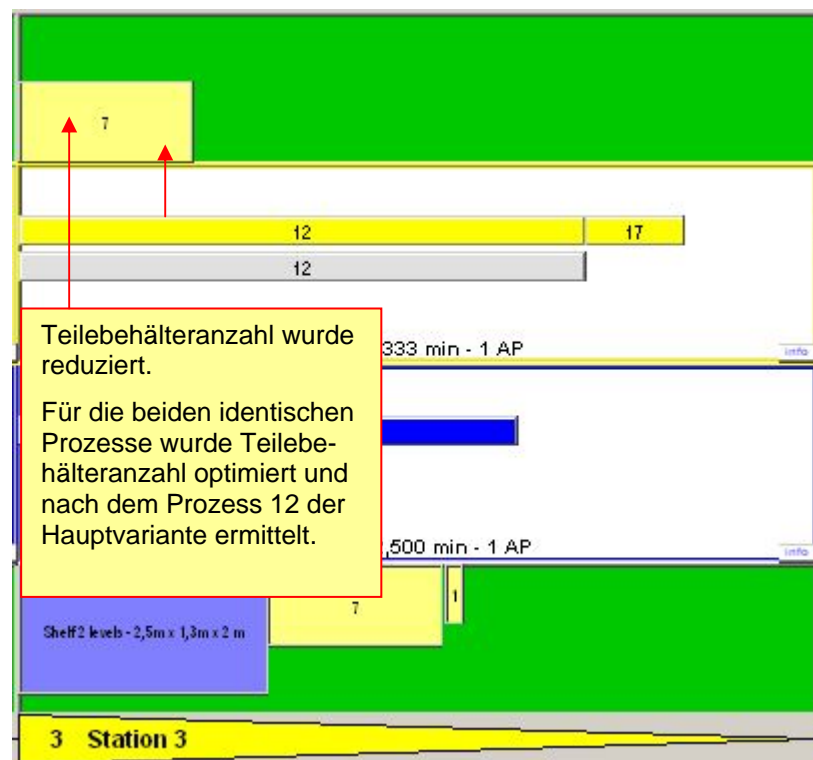 7
12
17
12
Teilebehälteranzahl wurde
reduziert.
Für die beiden identischen
Prozesse wurde Teilebe-
hälteranzahl optimiert und
nach dem Prozess 12 der
Hauptvariante ermittelt.
333 min - 1 AP
info
,500 min - 1 AP
info
Shelf 2 levels - 2,5m x 1,3m x 2 m
7
1
3 Station 3